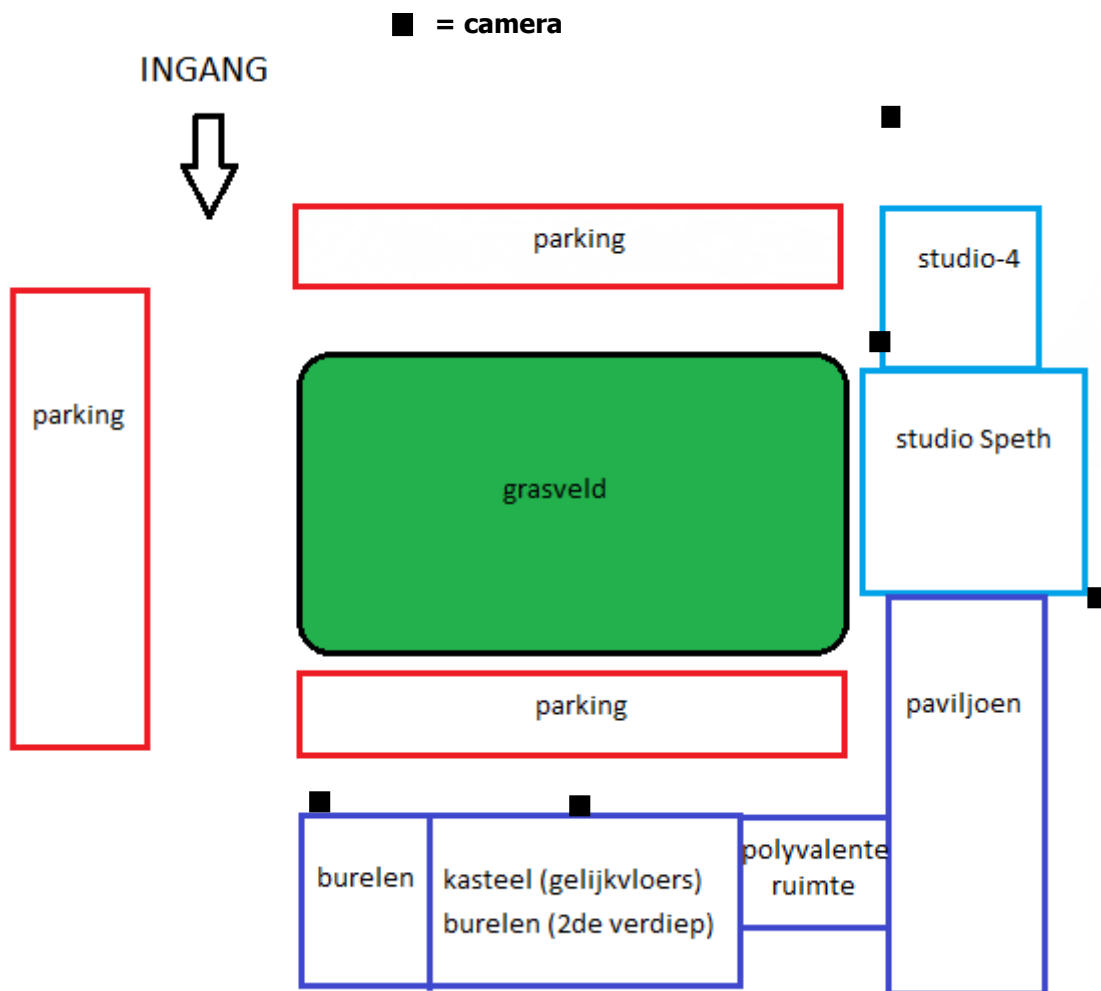 = camera
INGANG
parking
studio-4
parking
studio Speth
grasveld
parking
paviljoen
burelen
kasteel (gelijkvloers)
burelen (2de verdiep)
polyvalente
ruimte